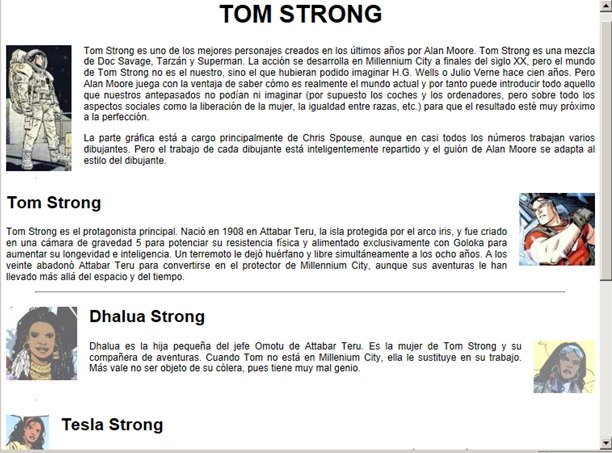 TOM STRONG
Tom Strong es uno de los mejores personajes creados en los últimos años por Alan Moore. Tom Strong es una mezcla
de Doc Savage, Tarzán y Superman. La acción se desarrolla en Millennium City a finales del siglo XX, pero el mundo
de Tom Strong no es el nuestro, sino el que hubieran podido imaginar H.G. Wells o Julio Verne hace cien años. Pero
Alan Moore juega con la ventaja de saber cómo es realmente el mundo actual y por tanto puede introducir todo aquello
que nuestros antepasados no podían ni imaginar (por supuesto los coches y los ordenadores, pero sobre todo los
aspectos sociales como la liberación de la mujer, la igualdad entre razas, etc.) para que el resultado esté muy próximo
a la perfección.
La parte gráfica está a cargo principalmente de Chris Spouse, aunque en casi todos los números trabajan varios
dibujantes. Pero el trabajo de cada dibujante está inteligentemente repartido y el guión de Alan Moore se adapta al
estilo del dibujante.
Tom Strong
Tom Strong es el protagonista principal. Nació en 1908 en Attabar Teru, la isla protegida por el arco iris, y fue criado
en una cámara de gravedad 5 para potenciar su resistencia física y alimentado exclusivamente con Goloka para
aumentar su longevidad e inteligencia. Un terremoto le dejó huérfano y libre simultáneamente a los ocho años. A los
veinte abadonó Attabar Teru para convertirse en el protector de Millennium City, aunque sus aventuras le han
llevado más allá del espacio y del tiempo.
Dhalua Strong
Dhalua es la hija pequeña del jefe Omotu de Attabar Teru. Es la mujer de Tom Strong y su
compañera de aventuras. Cuando Tom no está en Millenium City, ella le sustituye en su trabajo.
Más vale no ser objeto de su cólera, pues tiene muy mal genio.
Tesla Strong